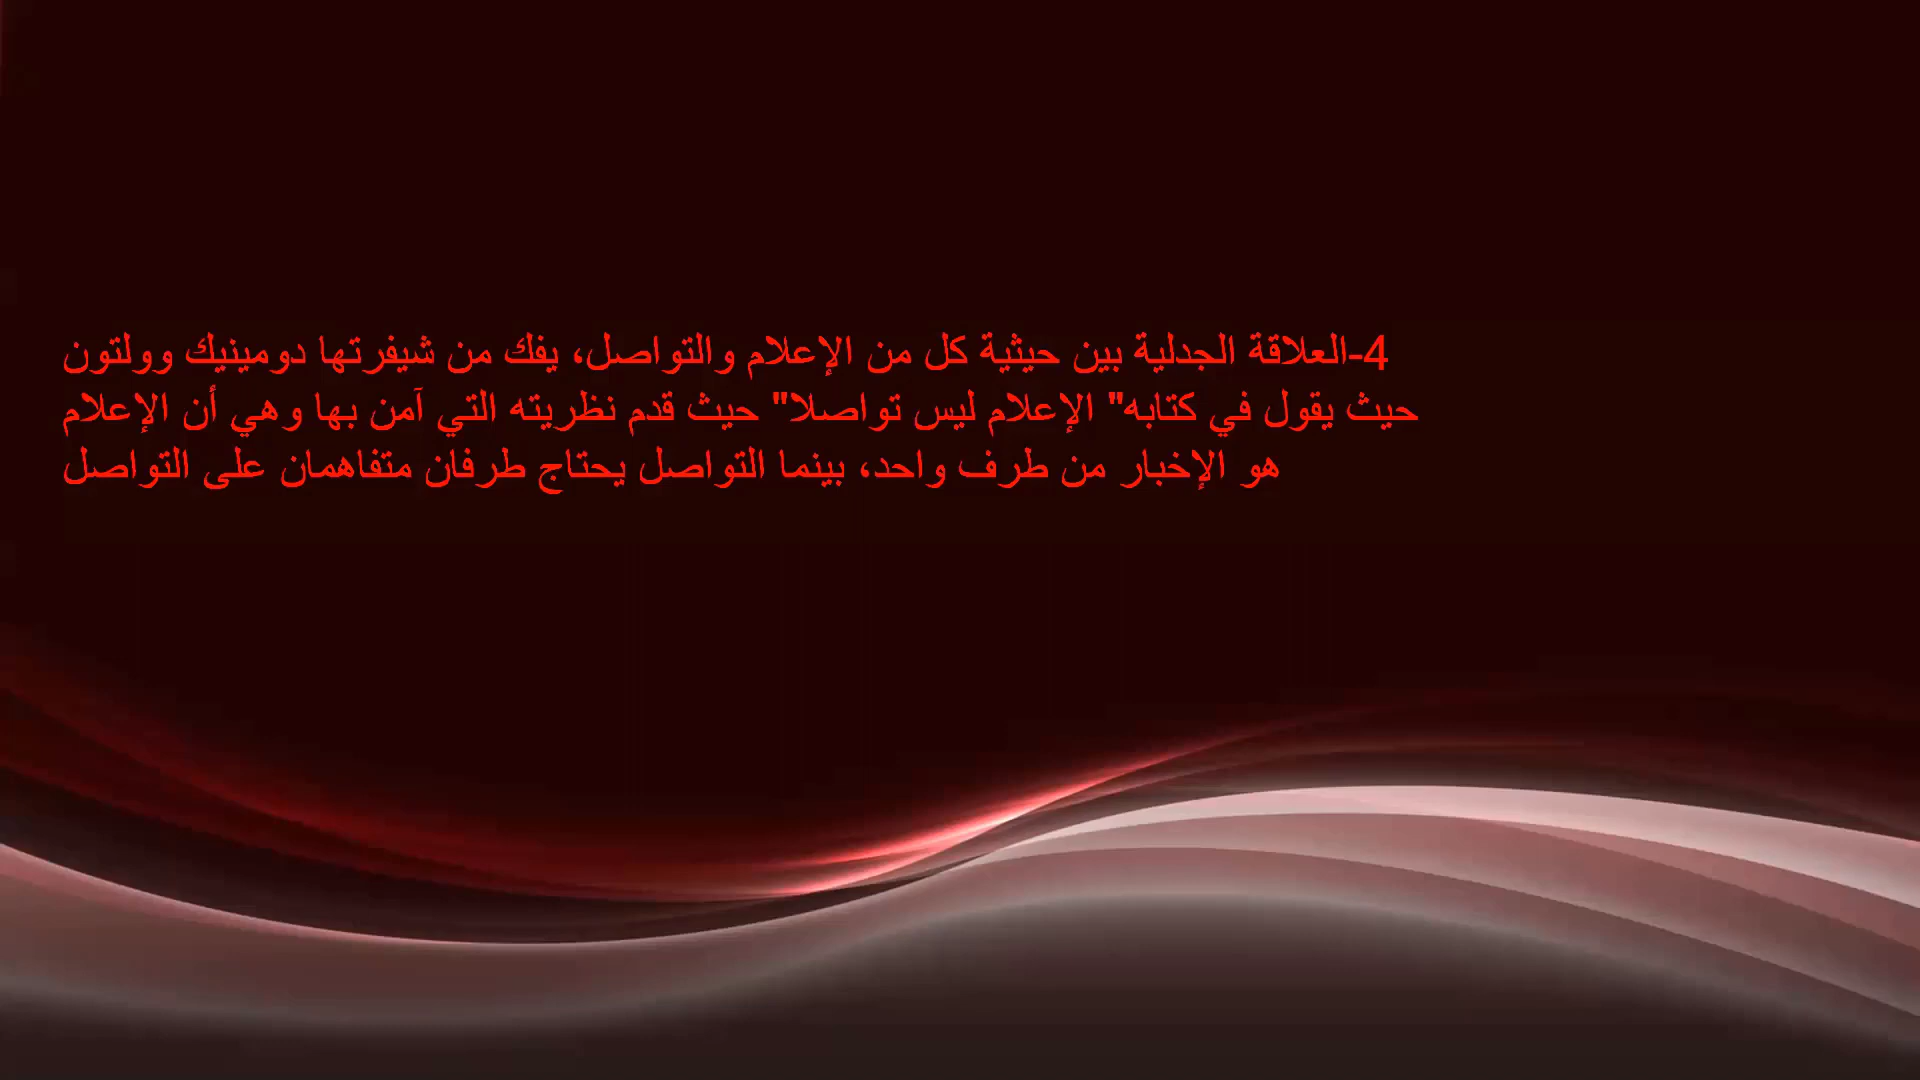 4-العلاقة الجدلية بين حيثية كل من الإعلام والتواصل، يفك من شيفرتها دومينيك وولتون
حيث يقول في كتابه" الإعلام ليس تواصلا" حيث قدم نظريته التي آمن بها وهي أن الإعلام
هو الإخبار من طرف واحد، بينما التواصل يحتاج طرفان متفاهمان على التواصل